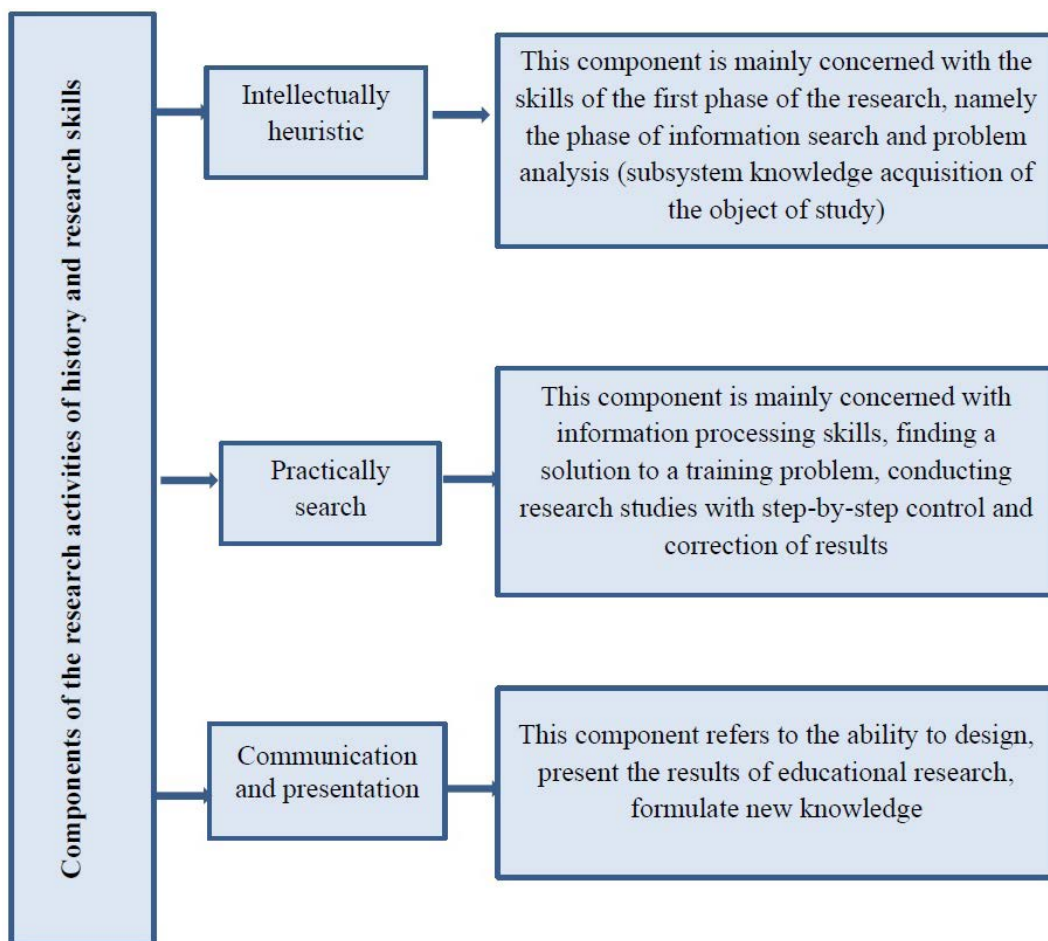 Components of the research activities of history and research skills
Intellectually
heuristic
This component is mainly concerned with the
skills of the first phase of the research, namely
the phase of information search and problem
analysis (subsystem knowledge acquisition of
the object of study)
Practically
search
This component is mainly concerned with
information processing skills, finding a
solution to a training problem, conducting
research studies with step-by-step control and
correction of results
Communication
and presentation
This component refers to the ability to design,
present the results of educational research,
formulate new knowledge